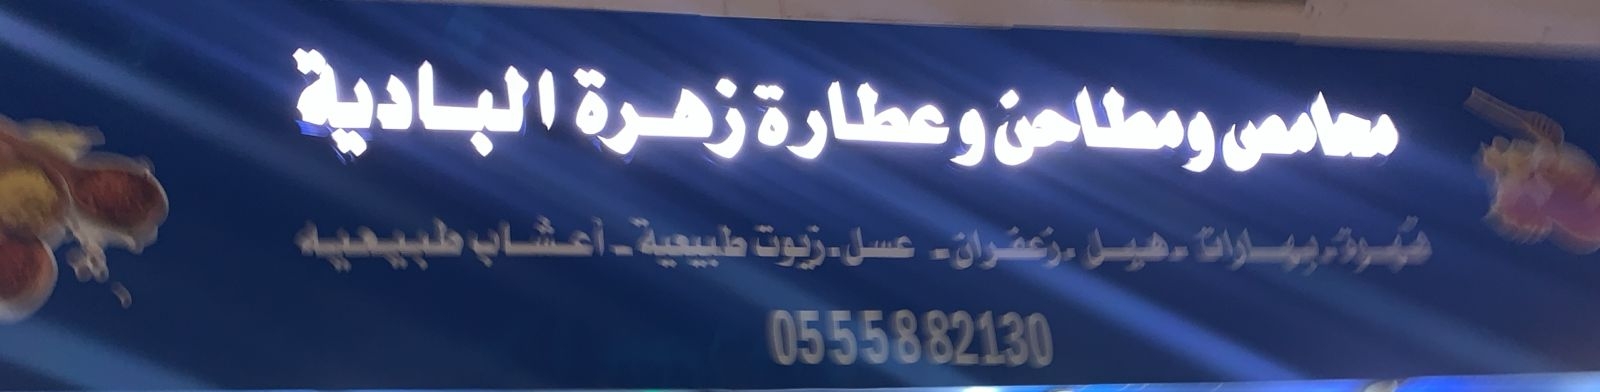 محامص ومطاحن وعطارة زهرة البادية
قهوة - بهارات - هيل - زعفران - عسل - زيوت طبيعية - أعشاب طبيعية
0555882130